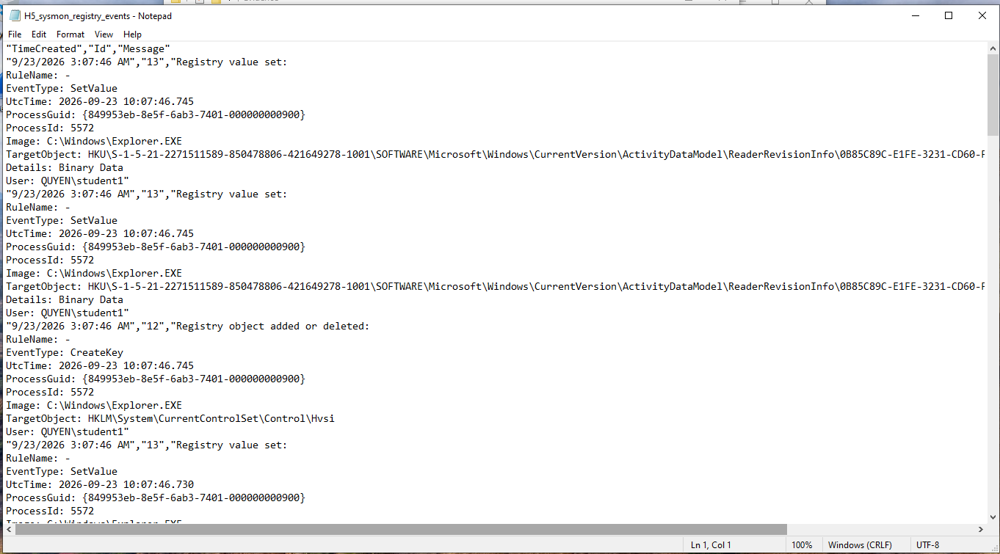 H5_sysmon_registry_events - Notepad
File Edit Format View Help
"TimeCreated","Id","Message"
"9/23/2026 3:07:46 AM","13","Registry value set:
RuleName: -
EventType: SetValue
UtcTime: 2026-09-23 10:07:46.745
ProcessGuid: {849953eb-8e5f-6ab3-7401-000000000900}
ProcessId: 5572
Image: C:\Windows\Explorer.EXE
TargetObject: HKU\S-1-5-21-2271511589-850478806-421649278-1001\SOFTWARE\Microsoft\Windows\CurrentVersion\ActivityDataModel\ReaderRevisionInfo\0B85C89C-E1FE-3231-CD60-
Details: Binary Data
User: QUYEN\student1"
"9/23/2026 3:07:46 AM","13","Registry value set:
RuleName: -
EventType: SetValue
UtcTime: 2026-09-23 10:07:46.745
ProcessGuid: {849953eb-8e5f-6ab3-7401-000000000900}
ProcessId: 5572
Image: C:\Windows\Explorer.EXE
TargetObject: HKU\S-1-5-21-2271511589-850478806-421649278-1001\SOFTWARE\Microsoft\Windows\CurrentVersion\ActivityDataModel\ReaderRevisionInfo\0B85C89C-E1FE-3231-CD60-
Details: Binary Data
User: QUYEN\student1"
"9/23/2026 3:07:46 AM","12","Registry object added or deleted:
RuleName: -
EventType: CreateKey
UtcTime: 2026-09-23 10:07:46.745
ProcessGuid: {849953eb-8e5f-6ab3-7401-000000000900}
ProcessId: 5572
Image: C:\Windows\Explorer.EXE
TargetObject: HKLM\System\CurrentControlSet\Control\Hvsi
User: QUYEN\student1"
"9/23/2026 3:07:46 AM","13","Registry value set:
RuleName: -
EventType: SetValue
UtcTime: 2026-09-23 10:07:46.730
ProcessGuid: {849953eb-8e5f-6ab3-7401-000000000900}
ProcessId: 5572
Image: C:\Windows\Explorer.EXE
Ln 1, Col 1 100% Windows (CRLF) UTF-8